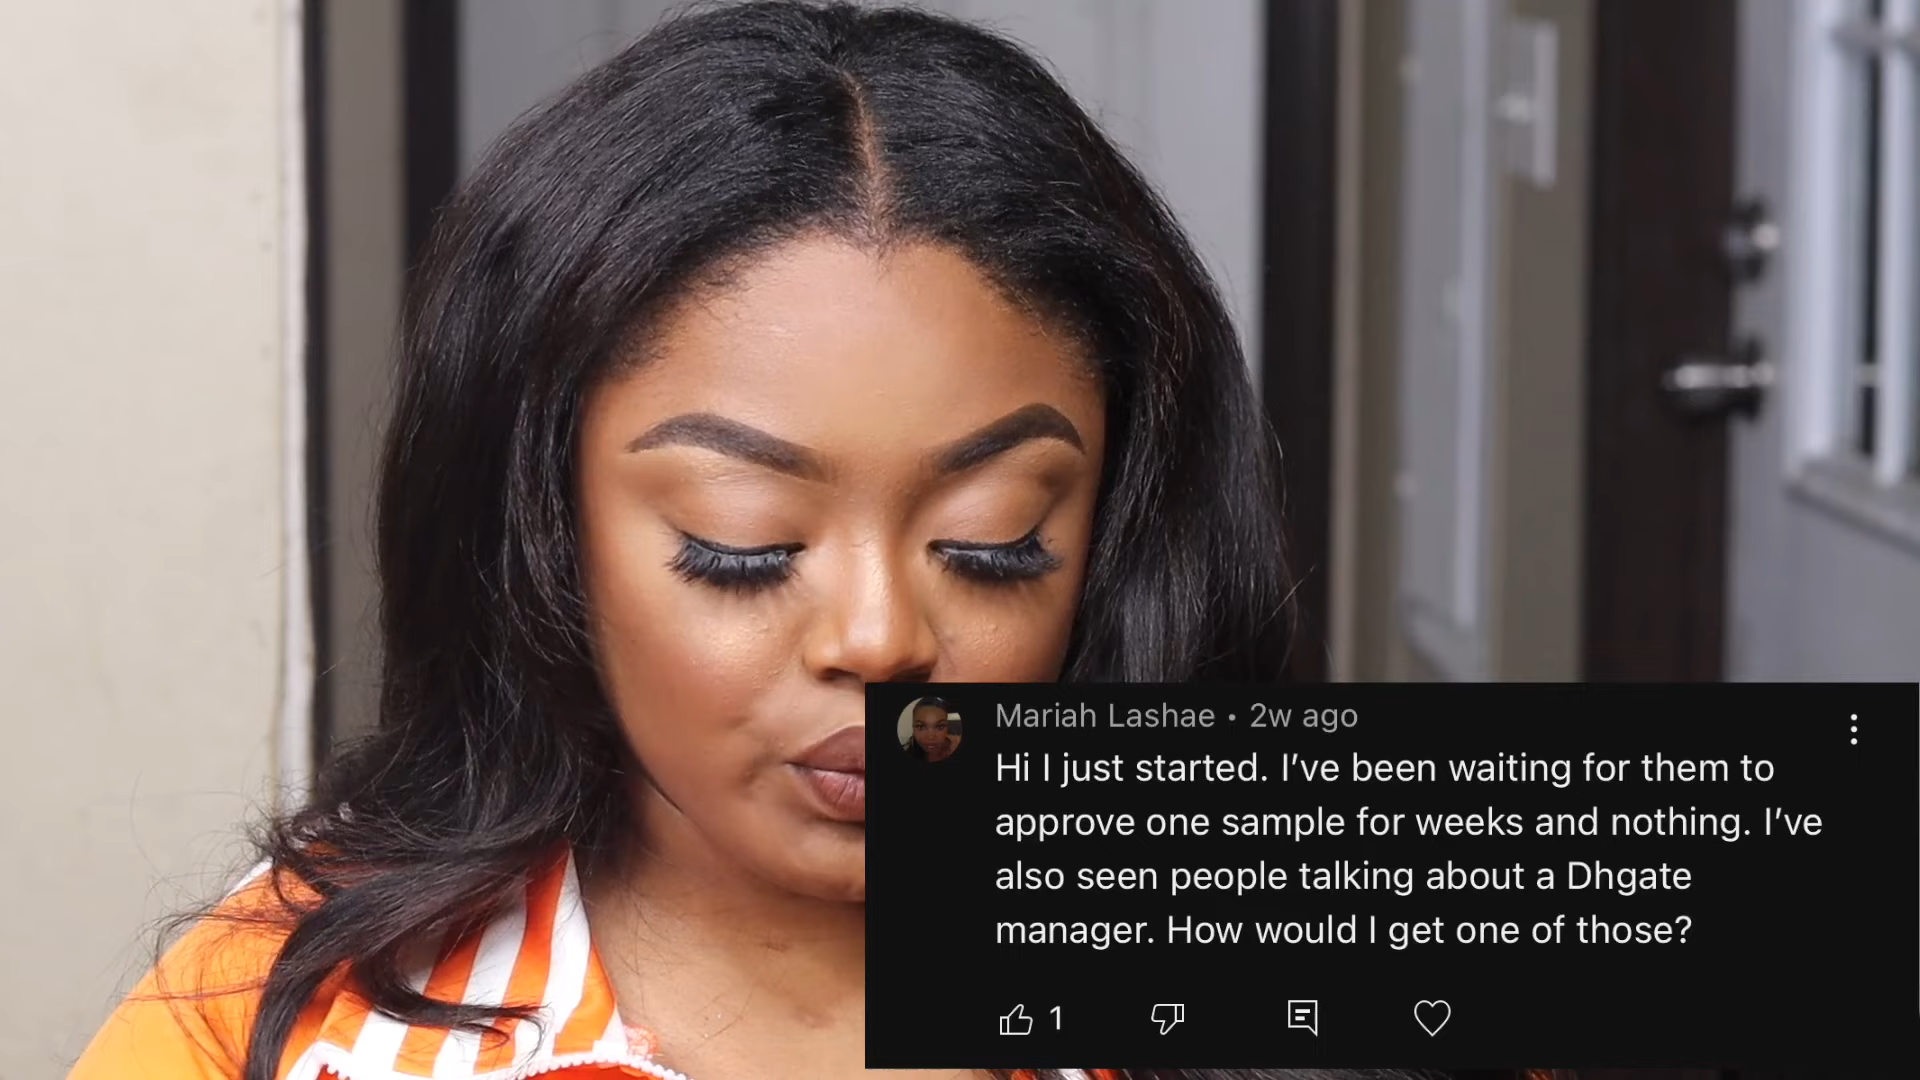 Mariah Lashae • 2w ago
Hi I just started. I’ve been waiting for them to
approve one sample for weeks and nothing. I’ve
also seen people talking about a Dhgate
manager. How would I get one of those?
1